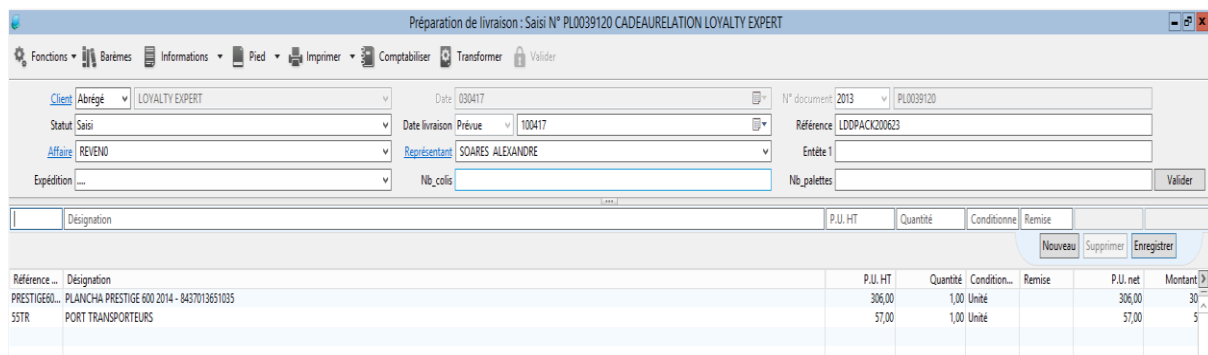 Préparation de livraison : Saisi N° PL0039120 CADEAURELATION LOYALTY EXPERT
Fonctions Barèmes Informations Pied Imprimer Comptabiliser Transformer Valider
Client Abrégé LOYALTY EXPERT Date 030417 N° document 2013 PL0039120
Statut Saisi Date livraison Prévue 100417 Référence LDDPACK200623
Affaire REVEN0 Représentant SOARES ALEXANDRE Entête 1
Expédition .... Nb_colis Nb_palettes Valider
Désignation P.U. HT Quantité Conditionne Remise
Nouveau Supprimer Enregistrer
Référence ... Désignation P.U. HT Quantité Condition... Remise P.U. net Montant
PRESTIGE60... PLANCHA PRESTIGE 600 2014 - 8437013651035 306,00 1,00 Unité 306,00 30
55TR PORT TRANSPORTEURS 57,00 1,00 Unité 57,00 5